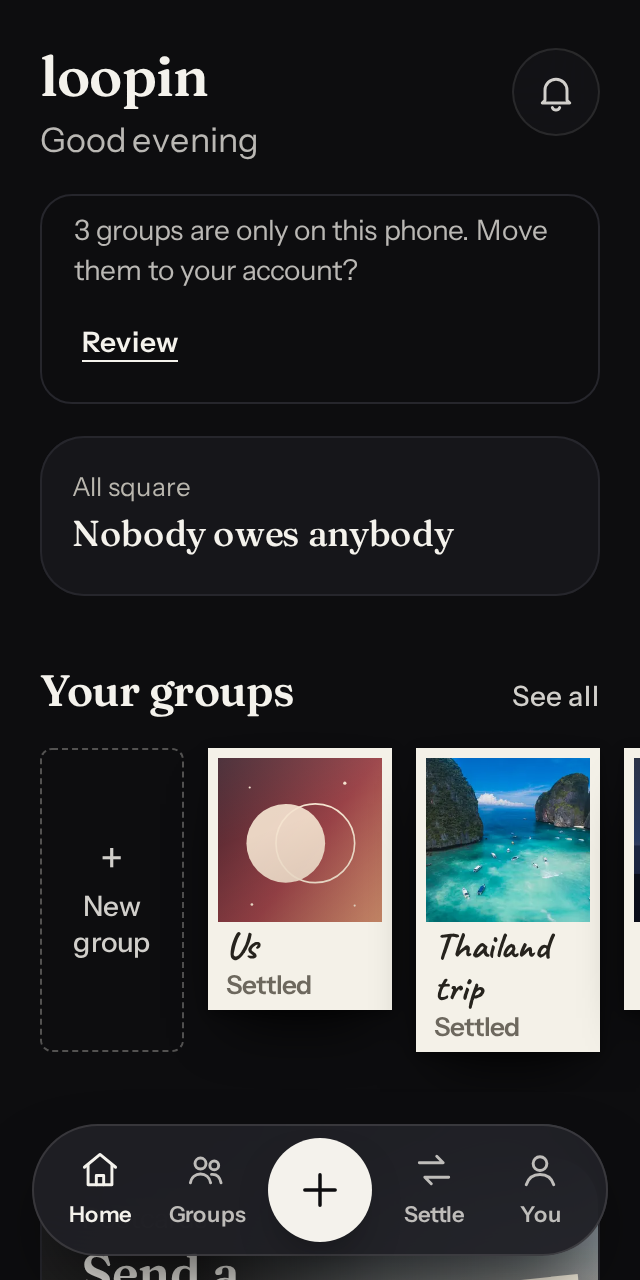 loopin
Good evening
3 groups are only on this phone. Move
them to your account?
Review
All square
Nobody owes anybody
Your groups
See all
+
New
group
Us
Settled
Thailand
trip
Settled
Home
Groups
Settle
You
Send a